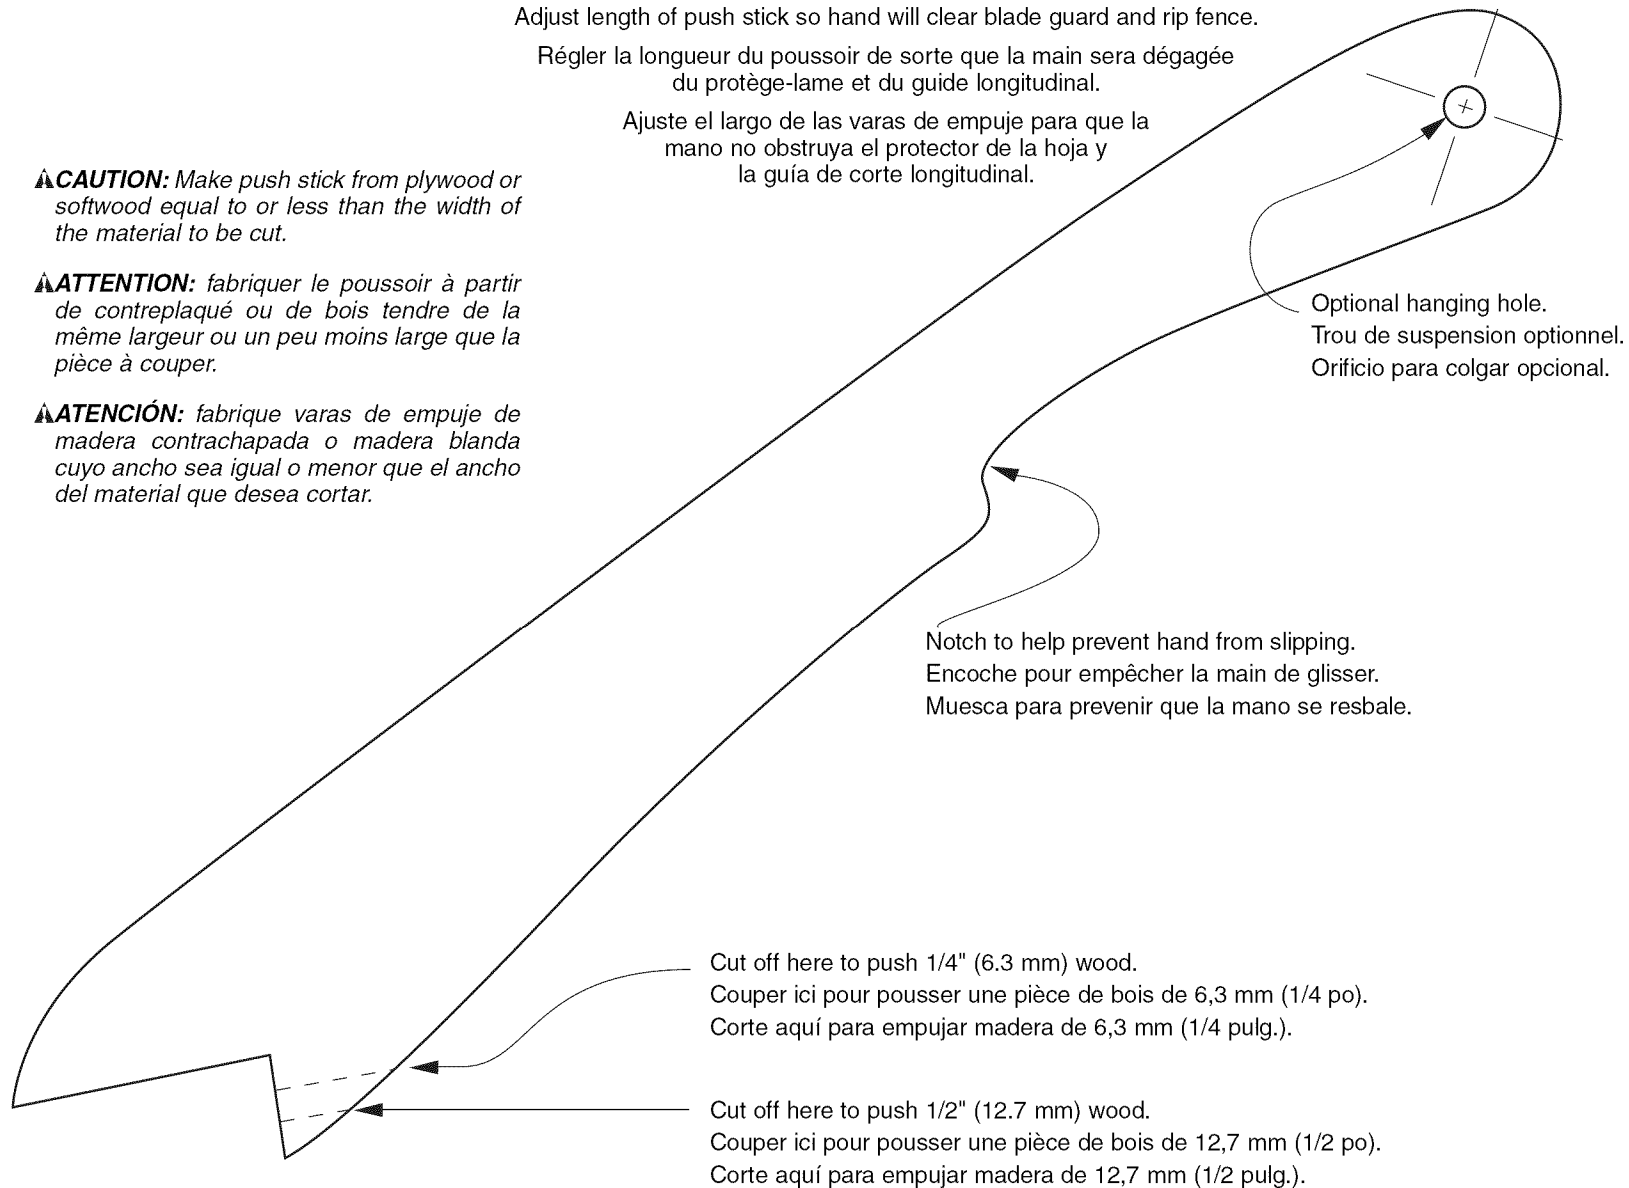 Adjust length of push stick so hand will clear blade guard and rip fence.
Régler la longueur du poussoir de sorte que la main sera dégagée
du protège-lame et du guide longitudinal.
Ajuste el largo de las varas de empuje para que la
mano no obstruya el protector de la hoja y
la guía de corte longitudinal.
CAUTION: Make push stick from plywood or
softwood equal to or less than the width of
the material to be cut.
ATTENTION: fabriquer le poussoir à partir
de contreplaqué ou de bois tendre de la
même largeur ou un peu moins large que la
pièce à couper.
ATENCIÓN: fabrique varas de empuje de
madera contrachapada o madera blanda
cuyo ancho sea igual o menor que el ancho
del material que desea cortar.
Optional hanging hole.
Trou de suspension optionnel.
Orificio para colgar opcional.
Notch to help prevent hand from slipping.
Encoche pour empêcher la main de glisser.
Muesca para prevenir que la mano se resbale.
Cut off here to push 1/4" (6.3 mm) wood.
Couper ici pour pousser une pièce de bois de 6,3 mm (1/4 po).
Corte aquí para empujar madera de 6,3 mm (1/4 pulg.).
Cut off here to push 1/2" (12.7 mm) wood.
Couper ici pour pousser une pièce de bois de 12,7 mm (1/2 po).
Corte aquí para empujar madera de 12,7 mm (1/2 pulg.).